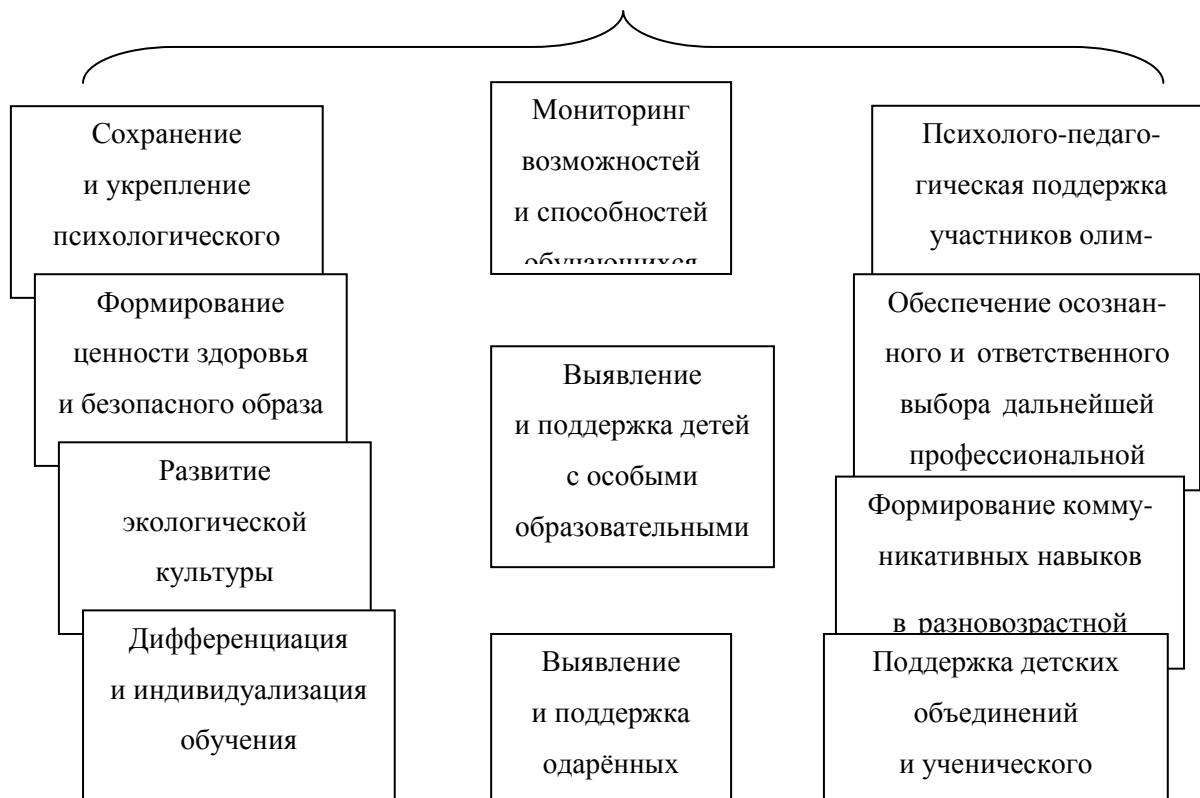 Сохранение
и укрепление
психологического
Формирование
ценности здоровья
и безопасного образа
Развитие
экологической
культуры
Дифференциация
и индивидуализация
обучения
Мониторинг
возможностей
и способностей
обучающихся
Выявление
и поддержка детей
с особыми
образовательными
Выявление
и поддержка
одарённых
Психолого-педаго-
гическая поддержка
участников олим-
Обеспечение осознан-
ного и ответственного
выбора дальнейшей
профессиональной
Формирование комму-
никативных навыков
в разновозрастной
Поддержка детских
объединений
и ученического